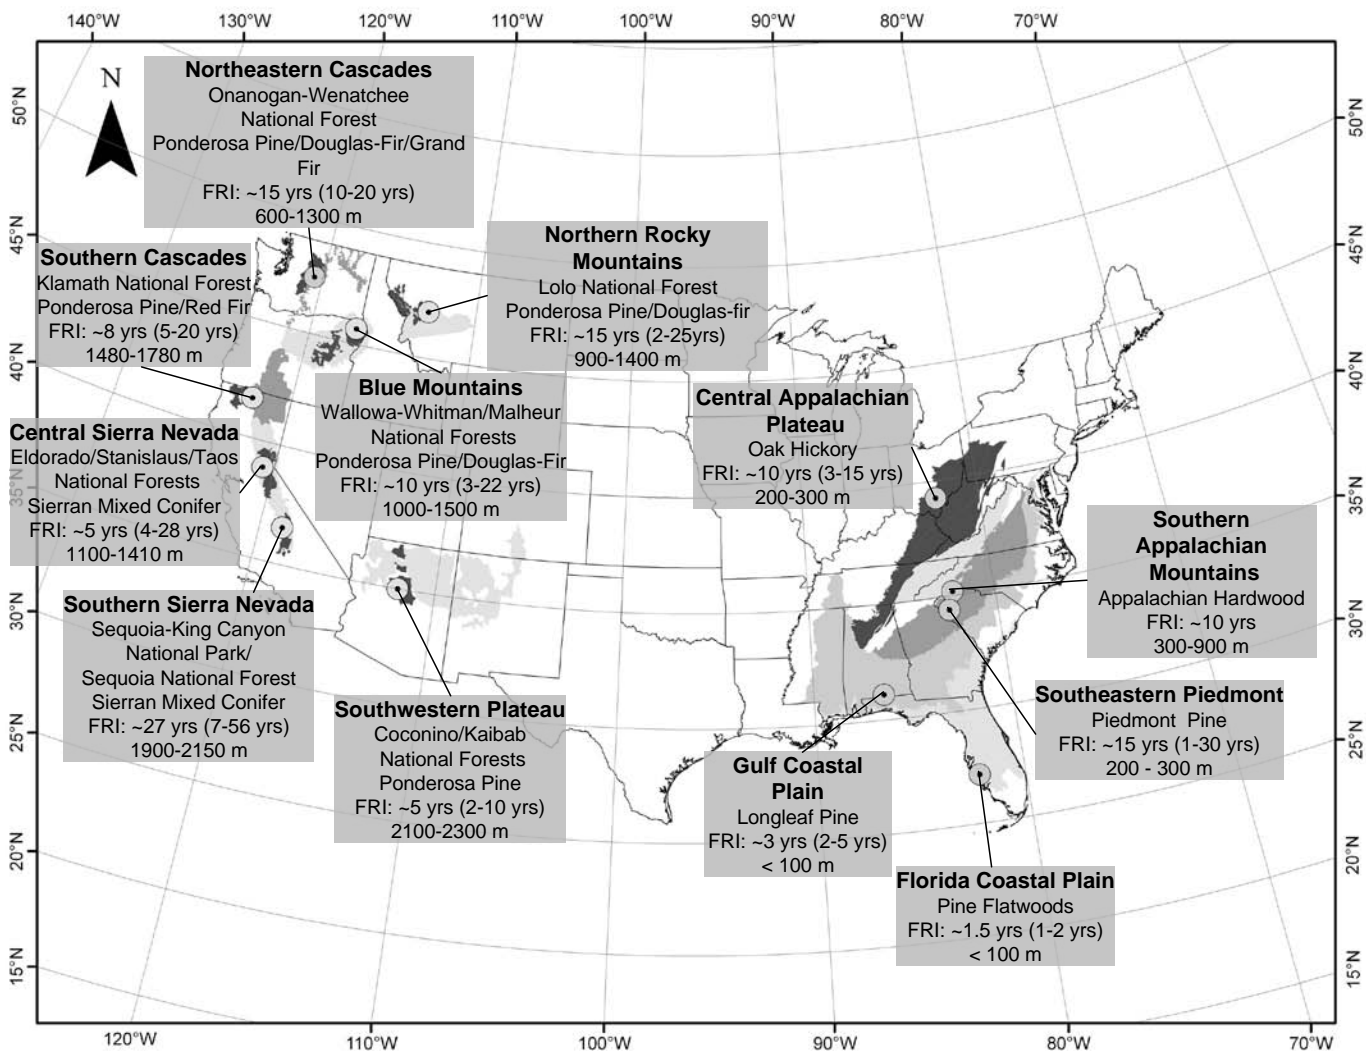 140°W
130°W
120°W
110°W
100°W
90°W
80°W
70°W
N
Northeastern Cascades
Onanogan-Wenatchee
National Forest
Ponderosa Pine/Douglas-Fir/Grand
Fir
FRI: ~15 yrs (10-20 yrs)
600-1300 m
Southern Cascades
Klamath National Forest
Ponderosa Pine/Red Fir
FRI: ~8 yrs (5-20 yrs)
1480-1780 m
Northern Rocky
Mountains
Lolo National Forest
Ponderosa Pine/Douglas-fir
FRI: ~15 yrs (2-25yrs)
900-1400 m
Blue Mountains
Wallowa-Whitman/Malheur
National Forests
Ponderosa Pine/Douglas-Fir
FRI: ~10 yrs (3-22 yrs)
1000-1500 m
Central Appalachian
Plateau
Oak Hickory
FRI: ~10 yrs (3-15 yrs)
200-300 m
Central Sierra Nevada
Eldorado/Stanislaus/Taos
National Forests
Sierran Mixed Conifer
FRI: ~5 yrs (4-28 yrs)
1100-1410 m
Southern
Appalachian
Mountains
Appalachian Hardwood
FRI: ~10 yrs
300-900 m
Southern Sierra Nevada
Sequoia-King Canyon
National Park/
Sequoia National Forest
Sierran Mixed Conifer
FRI: ~27 yrs (7-56 yrs)
1900-2150 m
Southwestern Plateau
Coconino/Kaibab
National Forests
Ponderosa Pine
FRI: ~5 yrs (2-10 yrs)
2100-2300 m
Southeastern Piedmont
Piedmont Pine
FRI: ~15 yrs (1-30 yrs)
200 - 300 m
Gulf Coastal
Plain
Longleaf Pine
FRI: ~3 yrs (2-5 yrs)
< 100 m
Florida Coastal Plain
Pine Flatwoods
FRI: ~1.5 yrs (1-2 yrs)
< 100 m
50°N
45°N
40°N
35°N
30°N
25°N
20°N
15°N
50°N
45°N
40°N
35°N
30°N
25°N
20°N
15°N
120°W
110°W
100°W
90°W
80°W
70°W